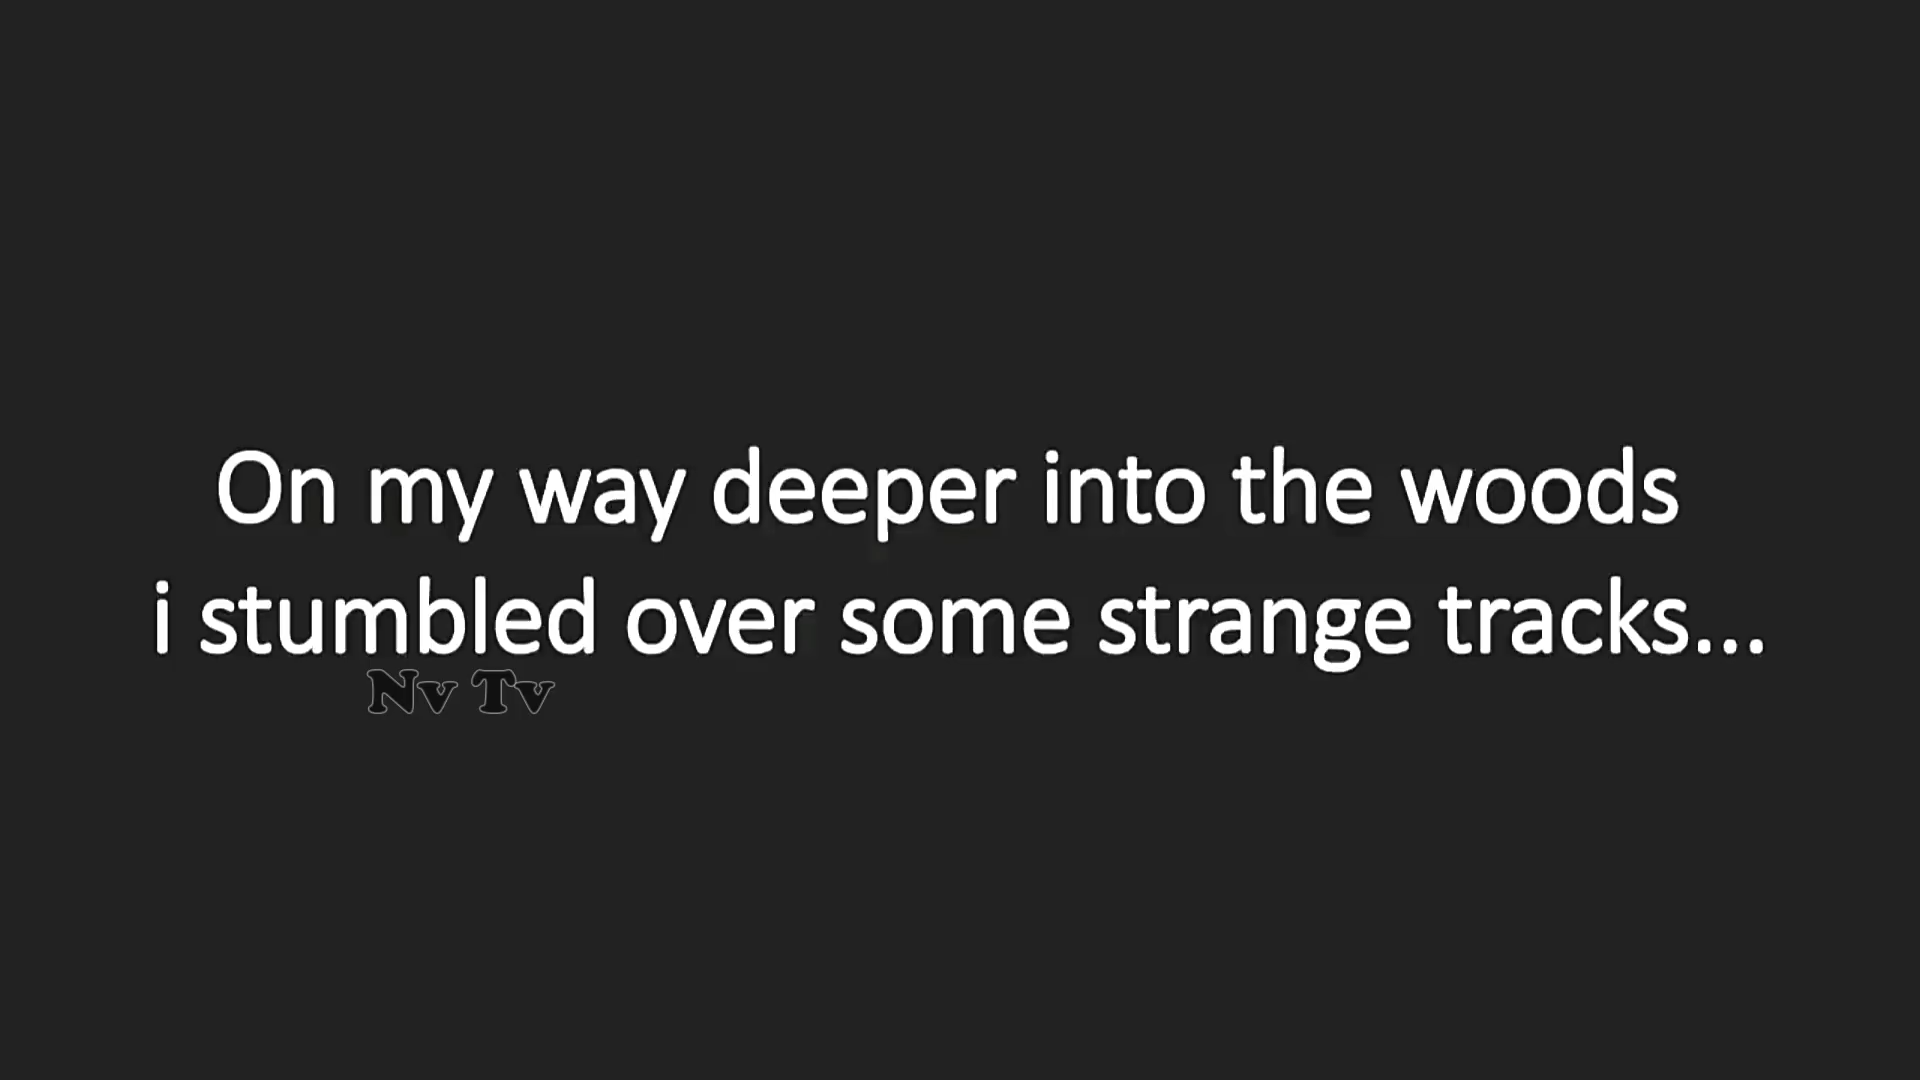 On my way deeper into the woods
i stumbled over some strange tracks...
Nv Tv